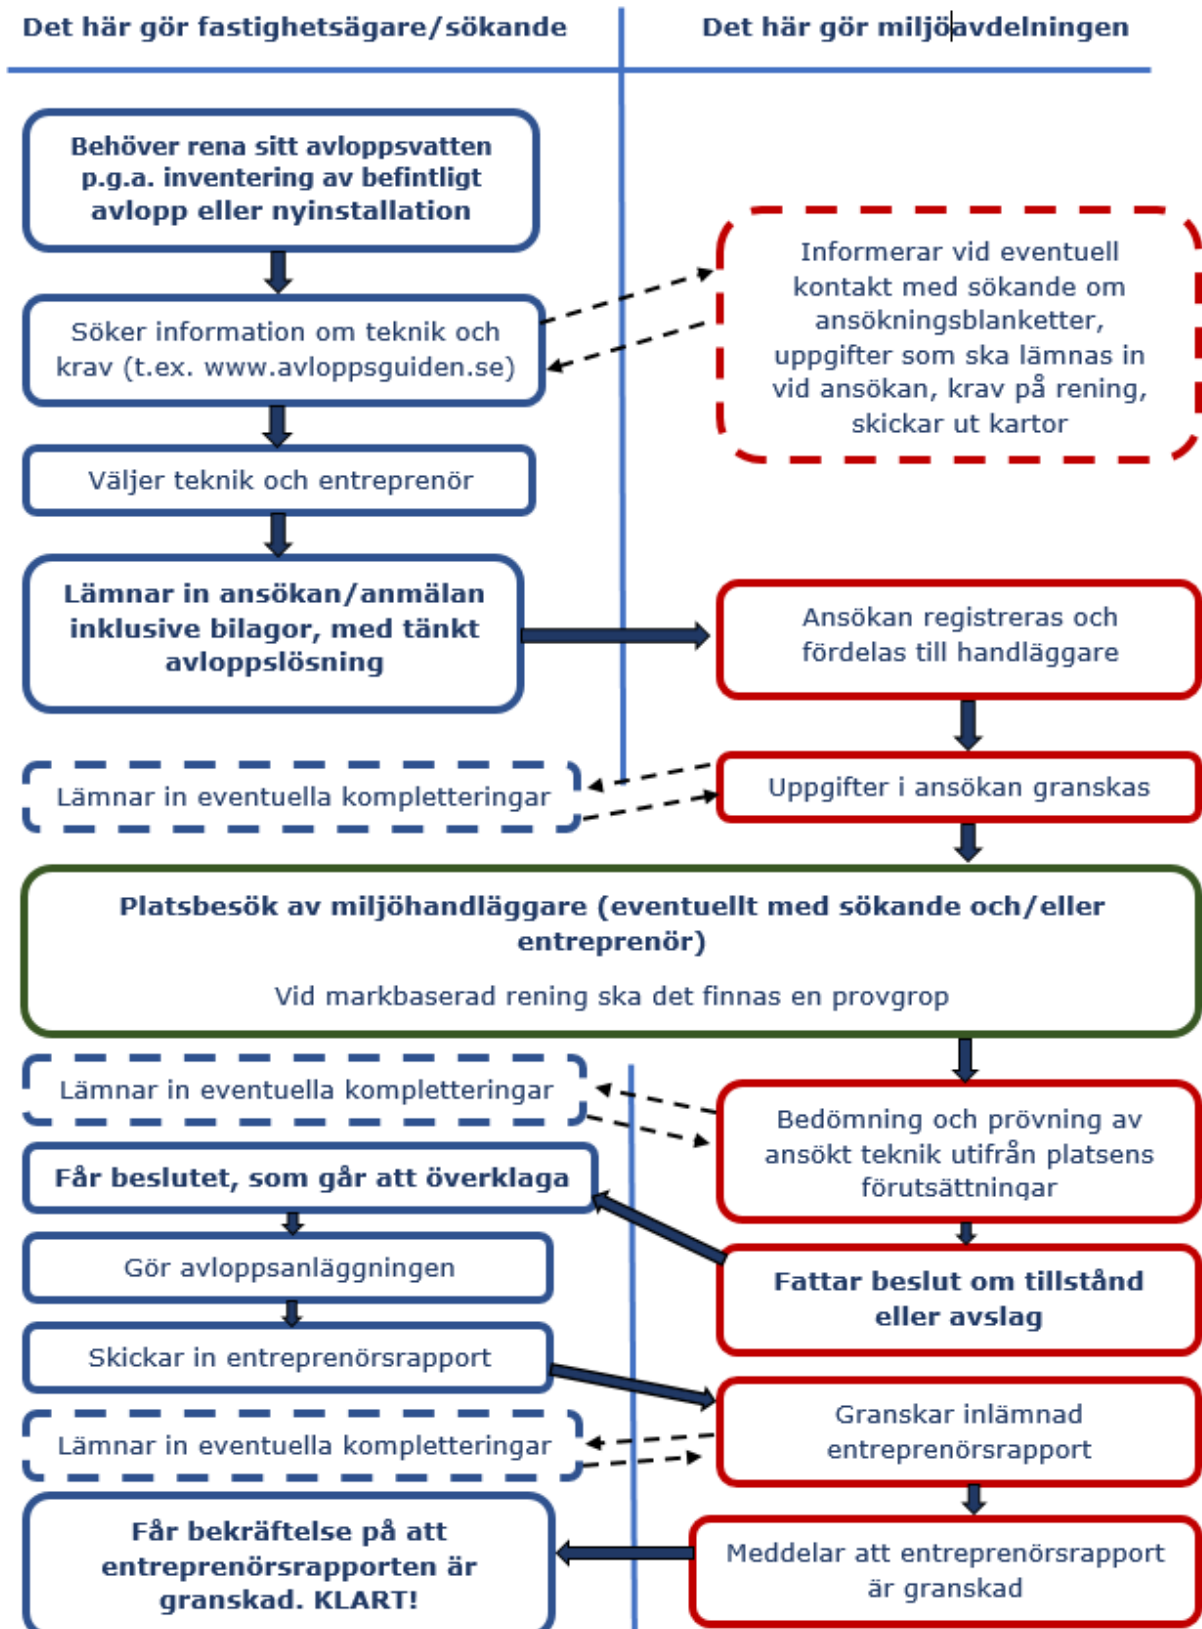 Det här gör fastighetsägare/sökande
Det här gör miljöavdelningen
Behöver rena sitt avloppsvatten
p.g.a. inventering av befintligt
avlopp eller nyinstallation
Informerar vid eventuell
kontakt med sökande om
ansökningsblanketter,
uppgifter som ska lämnas in
vid ansökan, krav på rening,
skickar ut kartor
Söker information om teknik och
krav (t.ex. www.avloppsguiden.se)
Väljer teknik och entreprenör
Lämnar in ansökan/anmälan
inklusive bilagor, med tänkt
avloppslösning
Ansökan registreras och
fördelas till handläggare
Uppgifter i ansökan granskas
Lämnar in eventuella kompletteringar
Platsbesök av miljöhandläggare (eventuellt med sökande och/eller
entreprenör)
Vid markbaserad rening ska det finnas en provgrop
Bedömning och prövning av
ansökt teknik utifrån platsens
förutsättningar
Lämnar in eventuella kompletteringar
Fattar beslut om tillstånd
eller avslag
Får beslutet, som går att överklaga
Gör avloppsanläggningen
Skickar in entreprenörsrapport
Granskar inlämnad
entreprenörsrapport
Lämnar in eventuella kompletteringar
Meddelar att entreprenörsrapport
är granskad
Får bekräftelse på att
entreprenörsrapporten är
granskad. KLART!